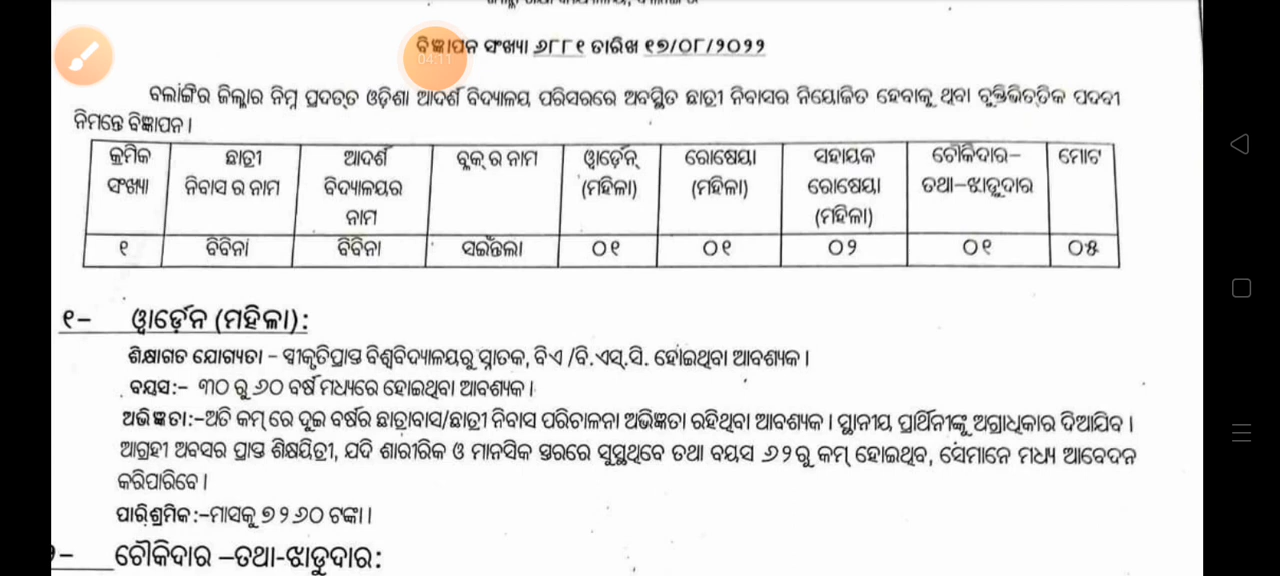 ବିଜ୍ଞାପନ ସଂଖ୍ୟା ୬୮୮୧ ତାରିଖ ୧୭/୦୮/୨୦୨୨
04:11
ବଲାଙ୍ଗିର ଜିଲ୍ଲାର ନିମ୍ନ ପ୍ରଦତ୍ତ ଓଡ଼ିଶା ଆଦର୍ଶ ବିଦ୍ୟାଳୟ ପରିସରରେ ଅବସ୍ଥିତ ଛାତ୍ରୀ ନିବାସର ନିୟୋଜିତ ହେବାକୁ ଥିବା ଚୁକ୍ତିଭିତ୍ତିକ ପଦବୀ
ନିମନ୍ତେ ବିଜ୍ଞାପନ।
କ୍ରମିକ ସଂଖ୍ୟା ଛାତ୍ରୀ ନିବାସ ର ନାମ ଆଦର୍ଶ ବିଦ୍ୟାଳୟର ନାମ ବ୍ଲକ୍ ର ନାମ ୱାର୍ଡ଼େନ୍ (ମହିଳା) ରୋଷେୟା (ମହିଳା) ସହାୟକ ରୋଷେୟା (ମହିଳା) ଚୌକିଦାର- ତଥା-ଝାଡୁଦାର ମୋଟ
୧ ବିବିନା ବିବିନା ସଇଁନ୍ତଲା ୦୧ ୦୧ ୦୨ ୦୧ ୦୫
୧- ୱାର୍ଡ଼େନ (ମହିଳା):
ଶିକ୍ଷାଗତ ଯୋଗ୍ୟତା - ସ୍ୱୀକୃତିପ୍ରାପ୍ତ ବିଶ୍ୱବିଦ୍ୟାଳୟରୁ ସ୍ନାତକ, ବିଏ /ବି.ଏସ୍.ସି. ହୋଇଥିବା ଆବଶ୍ୟକ।
ବୟସ:- ୩୦ ରୁ ୬୦ ବର୍ଷ ମଧ୍ୟରେ ହୋଇଥିବା ଆବଶ୍ୟକ।
ଅଭିଜ୍ଞତା:-ଅତି କମ୍ ରେ ଦୁଇ ବର୍ଷର ଛାତ୍ରାବାସ/ଛାତ୍ରୀ ନିବାସ ପରିଚାଳନା ଅଭିଜ୍ଞତା ରହିଥିବା ଆବଶ୍ୟକ। ସ୍ଥାନୀୟ ପ୍ରାର୍ଥିନୀଙ୍କୁ ଅଗ୍ରାଧିକାର ଦିଆଯିବ।
ଆଗ୍ରହୀ ଅବସର ପ୍ରାପ୍ତ ଶିକ୍ଷୟିତ୍ରୀ, ଯଦି ଶାରୀରିକ ଓ ମାନସିକ ସ୍ତରରେ ସୁସ୍ଥଥିବେ ତଥା ବୟସ ୬୨ରୁ କମ୍ ହୋଇଥିବ, ସେମାନେ ମଧ୍ୟ ଆବେଦନ
କରିପାରିବେ।
ପାରିଶ୍ରମିକ:-ମାସକୁ ୭୨୬୦ ଟଙ୍କା।
ଚୌକିଦାର –ତଥା-ଝାଡୁଦାର: